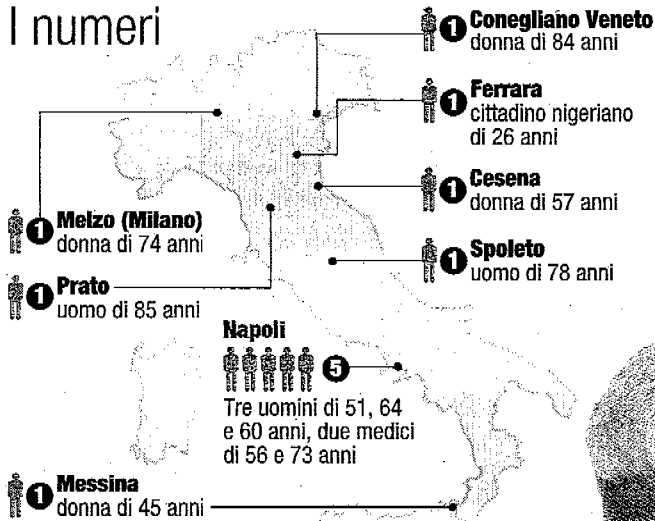 I numeri
1 Conegliano Veneto
donna di 84 anni
1 Ferrara
cittadino nigeriano
di 26 anni
1 Cesena
donna di 57 anni
1 Melzo (Milano)
donna di 74 anni
1 Spoleto
uomo di 78 anni
1 Prato
uomo di 85 anni
Napoli
5
Tre uomini di 51, 64
e 60 anni, due medici
di 56 e 73 anni
1 Messina
donna di 45 anni